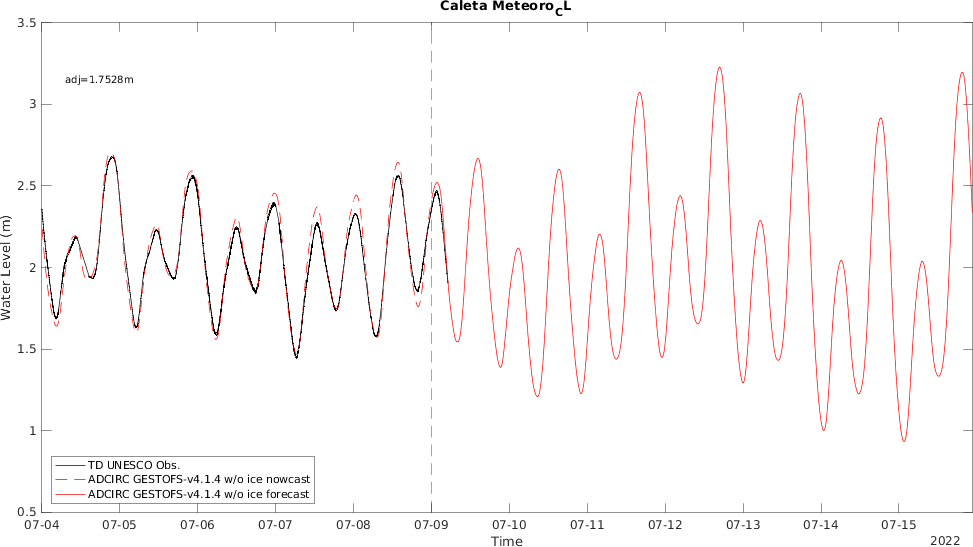 Caleta Meteoro_CL
adj=1.7528m
Water Level (m)
3.5
3
2.5
2
1.5
1
0.5
TD UNESCO Obs.
ADCIRC GESTOFS-v4.1.4 w/o ice nowcast
ADCIRC GESTOFS-v4.1.4 w/o ice forecast
07-04 07-05 07-06 07-07 07-08 07-09 07-10 07-11 07-12 07-13 07-14 07-15
Time
2022